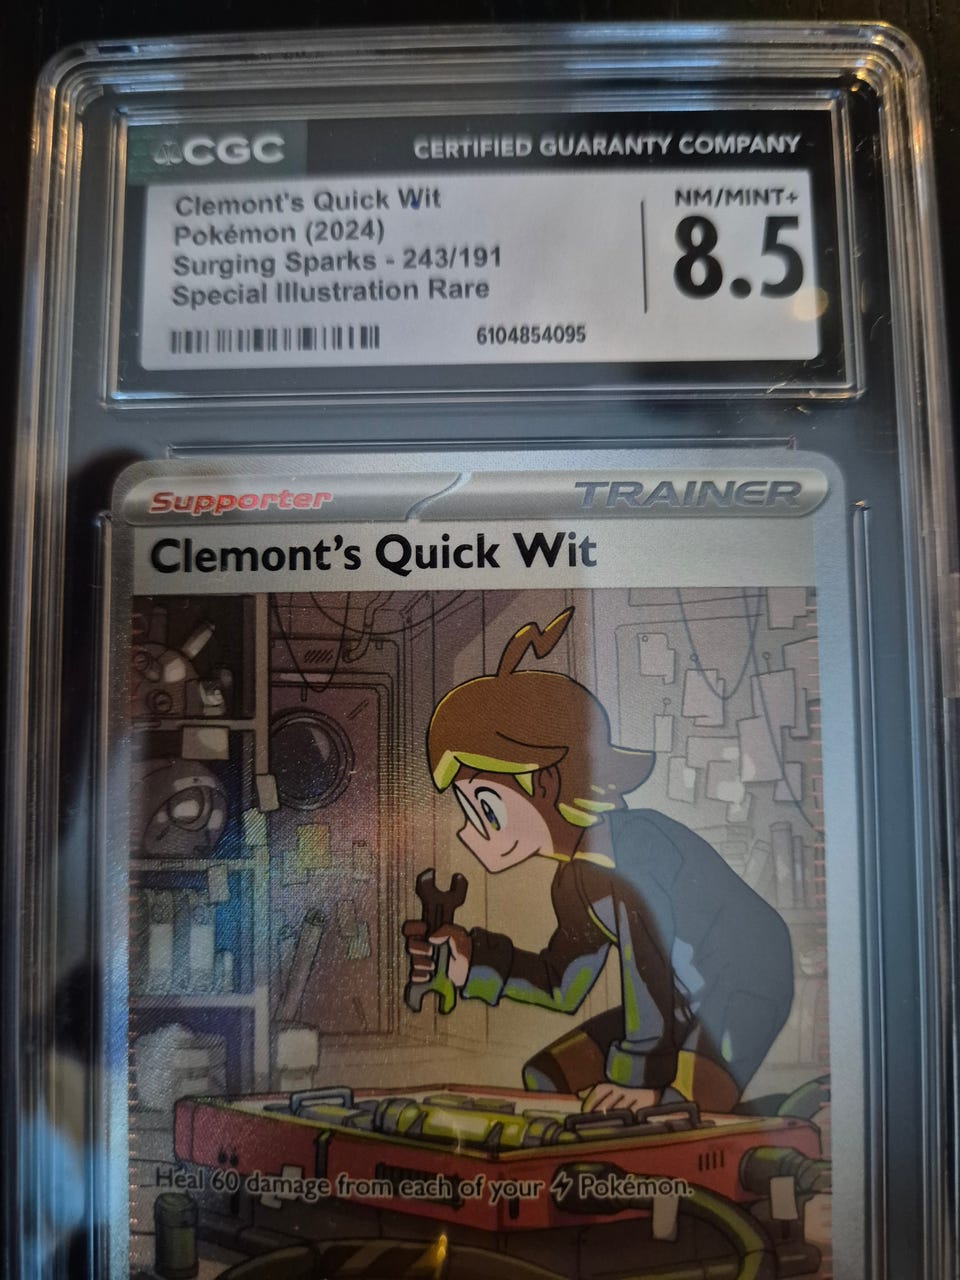 CGC
CERTIFIED GUARANTY COMPANY
Clemont's Quick Wit
Pokémon (2024)
Surging Sparks - 243/191
Special Illustration Rare
NM/MINT+
8.5
6104854095
Supporter
TRAINER
Clemont's Quick Wit
Heal 60 damage from each of your Pokémon.